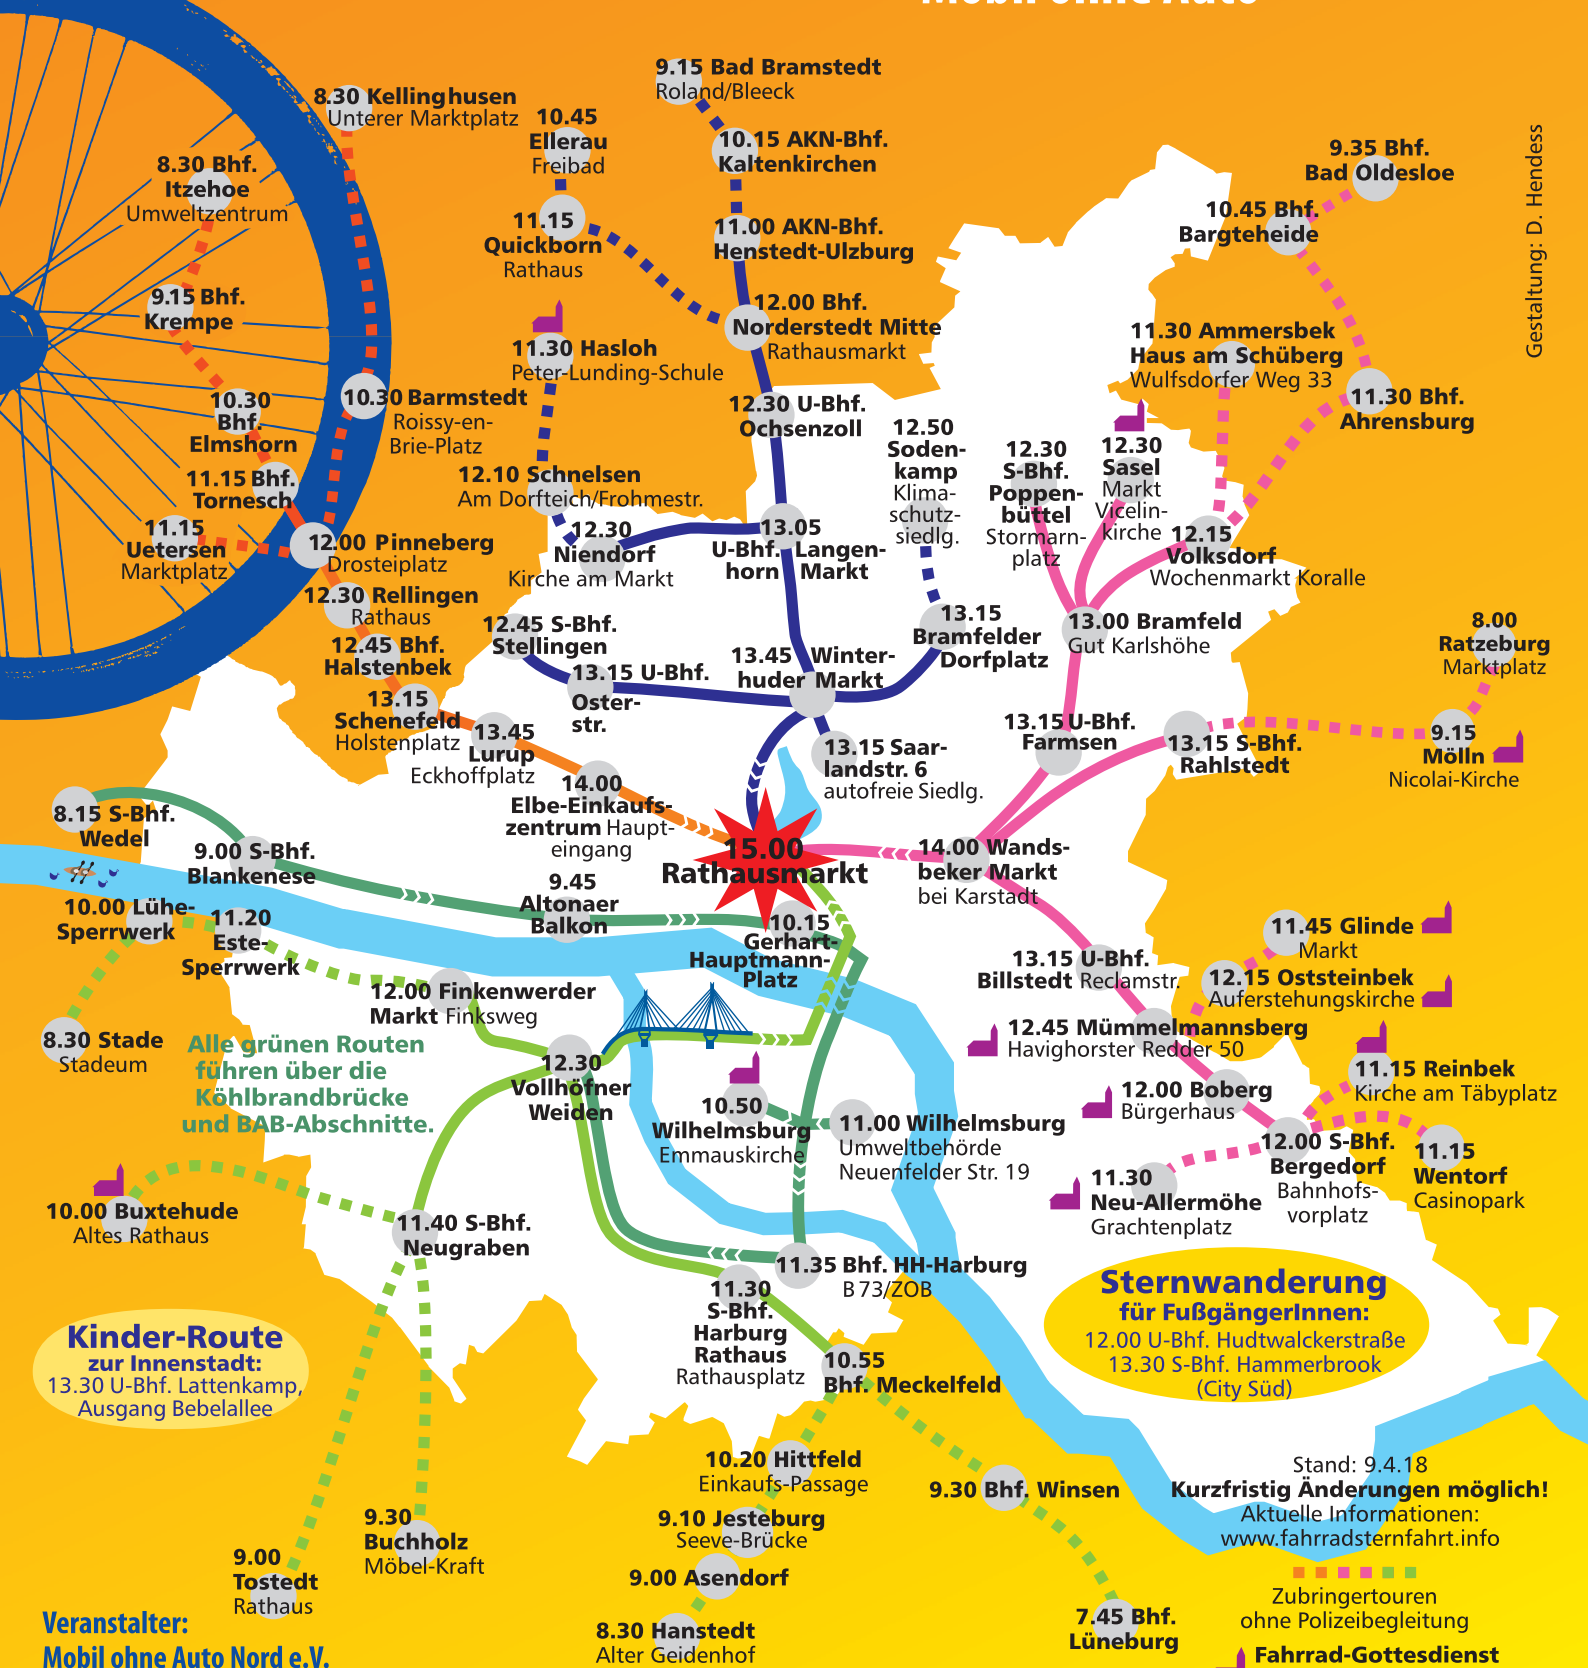 Mobil ohne Auto
9.15 Bad Bramstedt
Roland/Bleeck
8.30 Kellinghusen
Unterer Marktplatz
10.45
Ellerau
Freibad
10.15 AKN-Bhf.
Kaltenkirchen
9.35 Bhf.
Bad Oldesloe
Gestaltung: D. Hendess
8.30 Bhf.
Itzehoe
Umweltzentrum
11.15
Quickborn
Rathaus
11.00 AKN-Bhf.
Henstedt-Ulzburg
10.45 Bhf.
Bargteheide
9.15 Bhf.
Krempe
12.00 Bhf.
Norderstedt Mitte
Rathausmarkt
11.30 Hasloh
Peter-Lunding-Schule
11.30 Ammersbek
Haus am Schüberg
Wulfsdorfer Weg 33
10.30
Bhf.
Elmshorn
10.30 Barmstedt
Roissy-en-
Brie-Platz
12.30 U-Bhf.
Ochsenzoll
11.30 Bhf.
Ahrensburg
12.50
Soden-
kamp
Klima-
schutz-
siedlg.
12.30
S-Bhf.
Poppen-
büttel
Stormarn-
platz
12.30
Sasel
Markt
Vicelin-
kirche
11.15 Bhf.
Tornesch
12.10 Schnelsen
Am Dorfteich/Frohmestr.
11.15
Uetersen
Marktplatz
12.00 Pinneberg
Drosteiplatz
12.30
Niendorf
Kirche am Markt
13.05
U-Bhf. Langen-
horn Markt
12.15
Volksdorf
Wochenmarkt Koralle
12.30 Rellingen
Rathaus
12.45 S-Bhf.
Stellingen
13.15
Bramfelder
Dorfplatz
13.00 Bramfeld
Gut Karlshöhe
8.00
Ratzeburg
Marktplatz
12.45 Bhf.
Halstenbek
13.15 U-Bhf.
Oster-
str.
13.45 Winter-
huder Markt
13.15
Schenefeld
Holstenplatz
13.45
Lurup
Eckhoffplatz
13.15 Saar-
landstr. 6
autofreie Siedlg.
13.15 U-Bhf.
Farmsen
13.15 S-Bhf.
Rahlstedt
9.15
Mölln
Nicolai-Kirche
14.00
Elbe-Einkaufs-
zentrum Haupt-
eingang
8.15 S-Bhf.
Wedel
9.00 S-Bhf.
Blankenese
15.00
Rathausmarkt
14.00 Wands-
beker Markt
bei Karstadt
9.45
Altonaer
Balkon
10.15
Gerhart-
Hauptmann-
Platz
10.00 Lühe-
Sperrwerk
11.20
Este-
Sperrwerk
11.45 Glinde
Markt
13.15 U-Bhf.
Billstedt Reclamstr.
12.15 Oststeinbek
Auferstehungskirche
12.00 Finkenwerder
Markt Finksweg
8.30 Stade
Stadeum
Alle grünen Routen
führen über die
Köhlbrandbrücke
und BAB-Abschnitte.
12.45 Mümmelmannsberg
Havighorster Redder 50
12.30
Vollhöfner
Weiden
11.15 Reinbek
Kirche am Täbyplatz
12.00 Boberg
Bürgerhaus
10.50
Wilhelmsburg
Emmauskirche
11.00 Wilhelmsburg
Umweltbehörde
Neuenfelder Str. 19
12.00 S-Bhf.
Bergedorf
Bahnhofs-
vorplatz
11.15
Wentorf
Casinopark
11.30
Neu-Allermöhe
Grachtenplatz
10.00 Buxtehude
Altes Rathaus
11.40 S-Bhf.
Neugraben
11.35 Bhf. HH-Harburg
B 73/ZOB
11.30
S-Bhf.
Harburg
Rathaus
Rathausplatz
Sternwanderung
für FußgängerInnen:
12.00 U-Bhf. Hudtwalckerstraße
13.30 S-Bhf. Hammerbrook
(City Süd)
Kinder-Route
zur Innenstadt:
13.30 U-Bhf. Lattenkamp,
Ausgang Bebelallee
10.55
Bhf. Meckelfeld
10.20 Hittfeld
Einkaufs-Passage
9.30 Bhf. Winsen
Stand: 9.4.18
Kurzfristig Änderungen möglich!
Aktuelle Informationen:
www.fahrradsternfahrt.info
9.30
Buchholz
Möbel-Kraft
9.10 Jesteburg
Seeve-Brücke
9.00
Tostedt
Rathaus
9.00 Asendorf
Zubringertouren
ohne Polizeibegleitung
8.30 Hanstedt
Alter Geidenhof
7.45 Bhf.
Lüneburg
Veranstalter:
Mobil ohne Auto Nord e.V.
Fahrrad-Gottesdienst